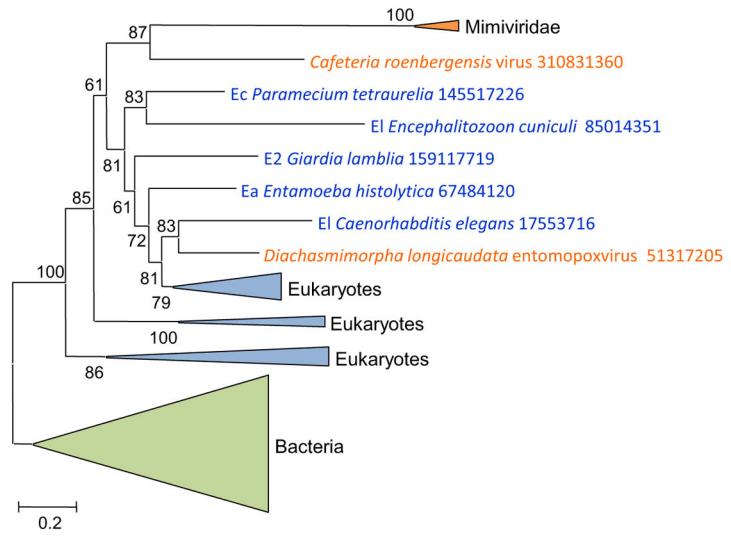 100
Mimiviridae
87
Cafeteria roenbergensis virus 310831360
61
83
Ec Paramecium tetraurelia 145517226
El Encephalitozoon cuniculi 85014351
81
E2 Giardia lamblia 159117719
61
Ea Entamoeba histolytica 67484120
85
72
83
El Caenorhabditis elegans 17553716
Diachasmimorpha longicaudata entomopoxvirus 51317205
100
81
Eukaryotes
79
Eukaryotes
100
Eukaryotes
86
Bacteria
0.2